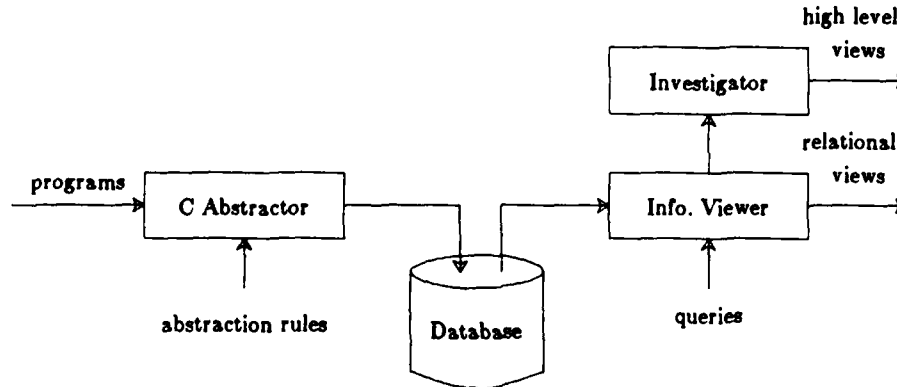 high level
views
Investigator
relational
views
programs
C Abstractor
Info. Viewer
abstraction rules
Database
queries